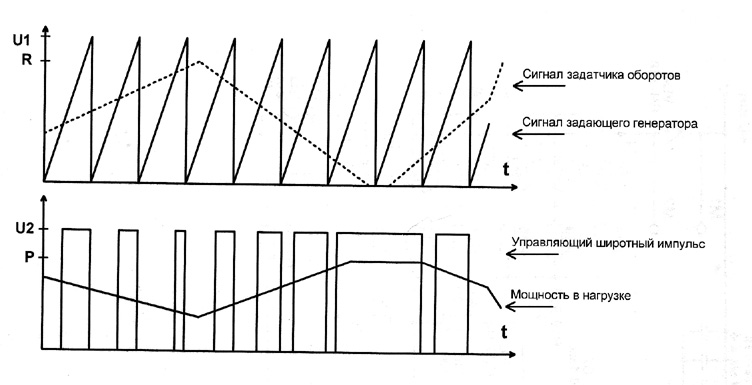 U1
R
Сигнал задатчика оборотов
Сигнал задающего генератора
t
U2
P
Управляющий широтный импульс
Мощность в нагрузке
t